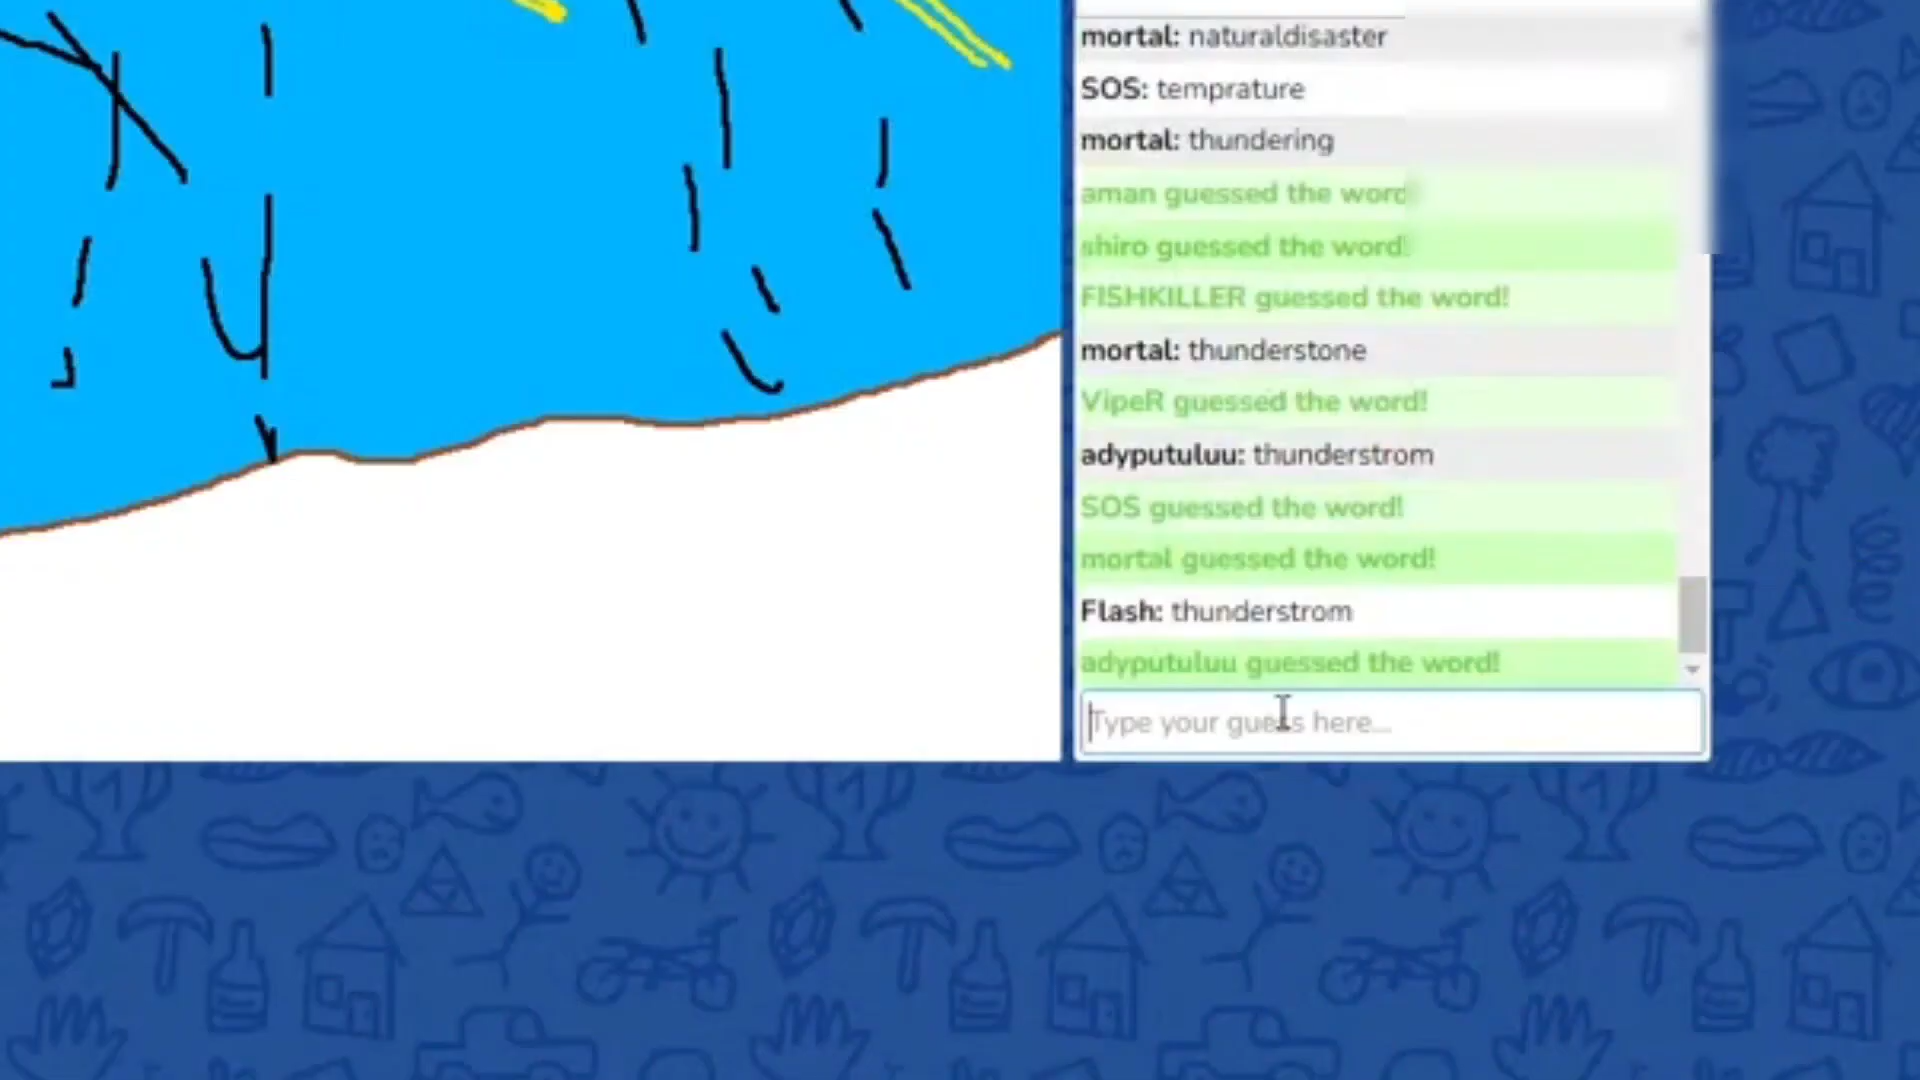 mortal: naturaldisaster
SOS: temprature
mortal: thundering
aman guessed the word!
shiro guessed the word!
FISHKILLER guessed the word!
mortal: thunderstone
VipeR guessed the word!
adyputuluu: thunderstrom
SOS guessed the word!
mortal guessed the word!
Flash: thunderstrom
adyputuluu guessed the word!
Type your guess here...